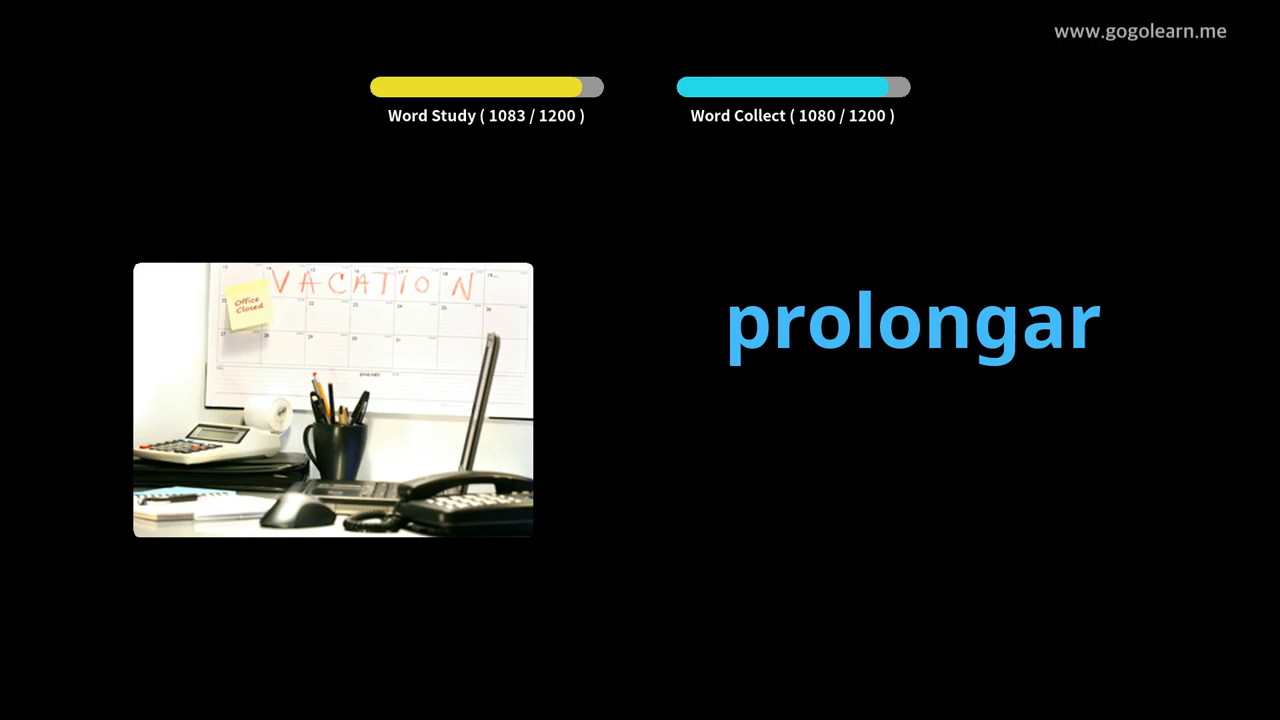 www.gogolearn.me
Word Study ( 1083 / 1200 )
Word Collect ( 1080 / 1200 )
prolongar
VACATION
Office
Closed